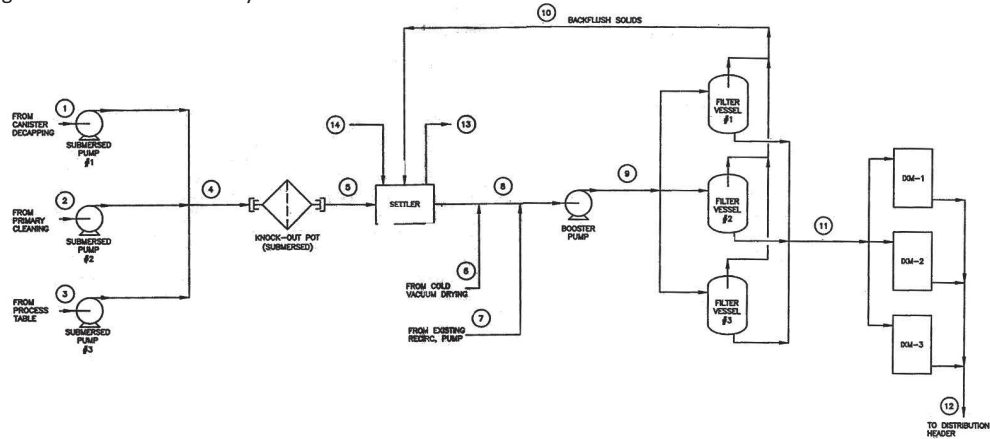 10
BACKFLUSH SOLIDS
1
FROM
CANISTER
DECAPPING
SUBMERSED
PUMP
#1
14
13
FILTER
VESSEL
#1
2
FROM
PRIMARY
CLEANING
SUBMERSED
PUMP
#2
4
KNOCK-OUT POT
(SUBMERSED)
5
SETTLER
8
BOOSTER
PUMP
9
FILTER
VESSEL
#2
11
DXM-1
DXM-2
DXM-3
3
FROM
PROCESS
TABLE
SUBMERSED
PUMP
#3
6
FROM COLD
VACUUM DRYING
7
FROM EXISTING
RECIRC, PUMP
FILTER
VESSEL
#3
12
TO DISTRIBUTION
HEADER